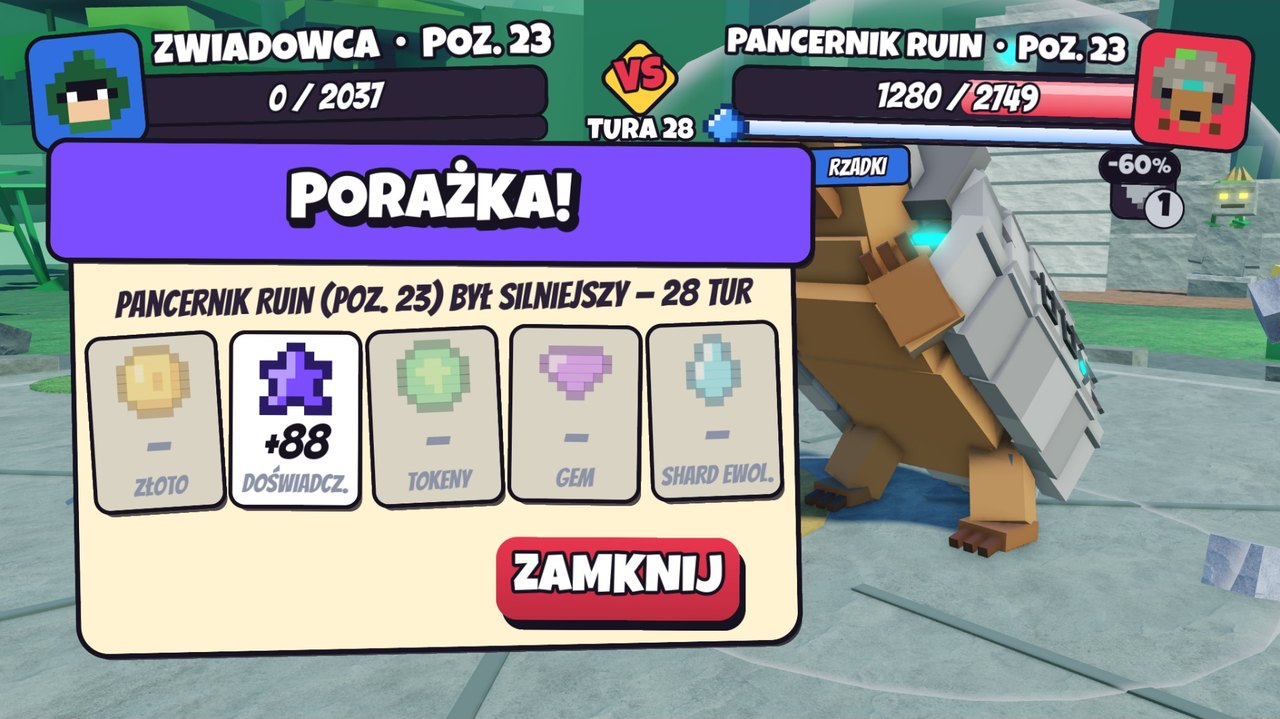 ZWIADOWCA • POZ. 23
0 / 2037
VS
TURA 28
PANCERNIK RUIN • POZ. 23
1280 / 2749
RZADKI
-60%
1
PORAŻKA!
PANCERNIK RUIN (POZ. 23) BYŁ SILNIEJSZY – 28 TUR
–
ZŁOTO
+88
DOŚWIADCZ.
–
TOKENY
–
GEM
–
SHARD EWOL.
ZAMKNIJ